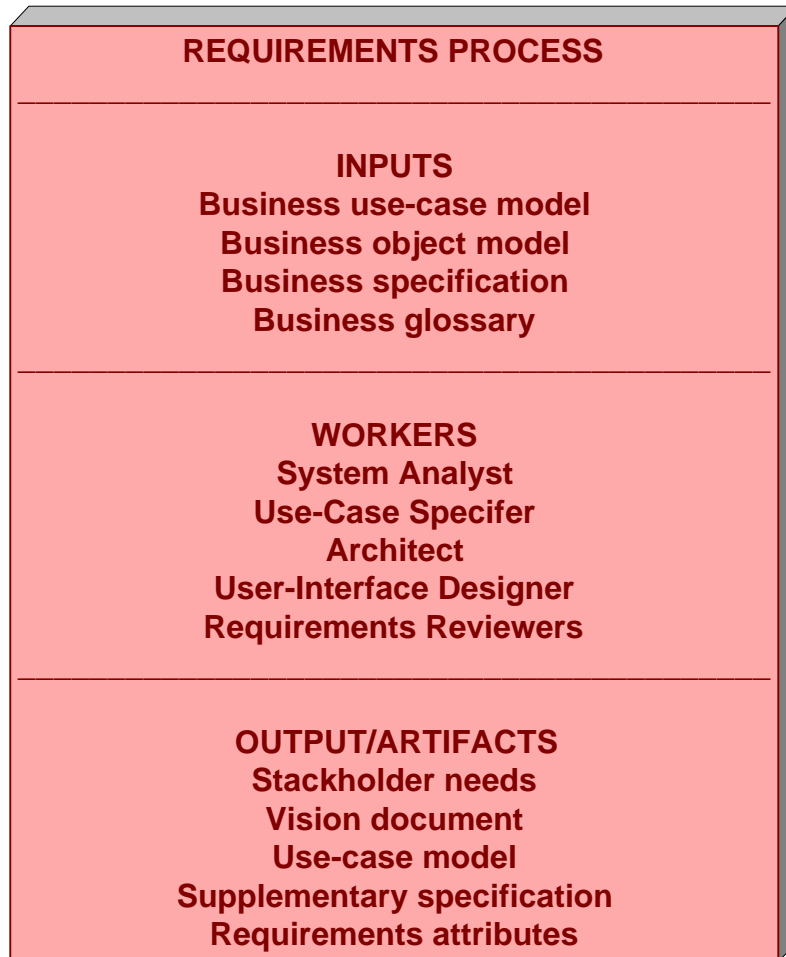 REQUIREMENTS PROCESS
INPUTS
Business use-case model
Business object model
Business specification
Business glossary
WORKERS
System Analyst
Use-Case Specifer
Architect
User-Interface Designer
Requirements Reviewers
OUTPUT/ARTIFACTS
Stackholder needs
Vision document
Use-case model
Supplementary specification
Requirements attributes